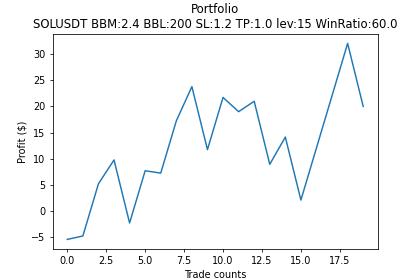 Portfolio
SOLUSDT BBM:2.4 BBL:200 SL:1.2 TP:1.0 lev:15 WinRatio:60.0
30
25
20
15
10
5
0
−5
Profit ($)
0.0 2.5 5.0 7.5 10.0 12.5 15.0 17.5
Trade counts